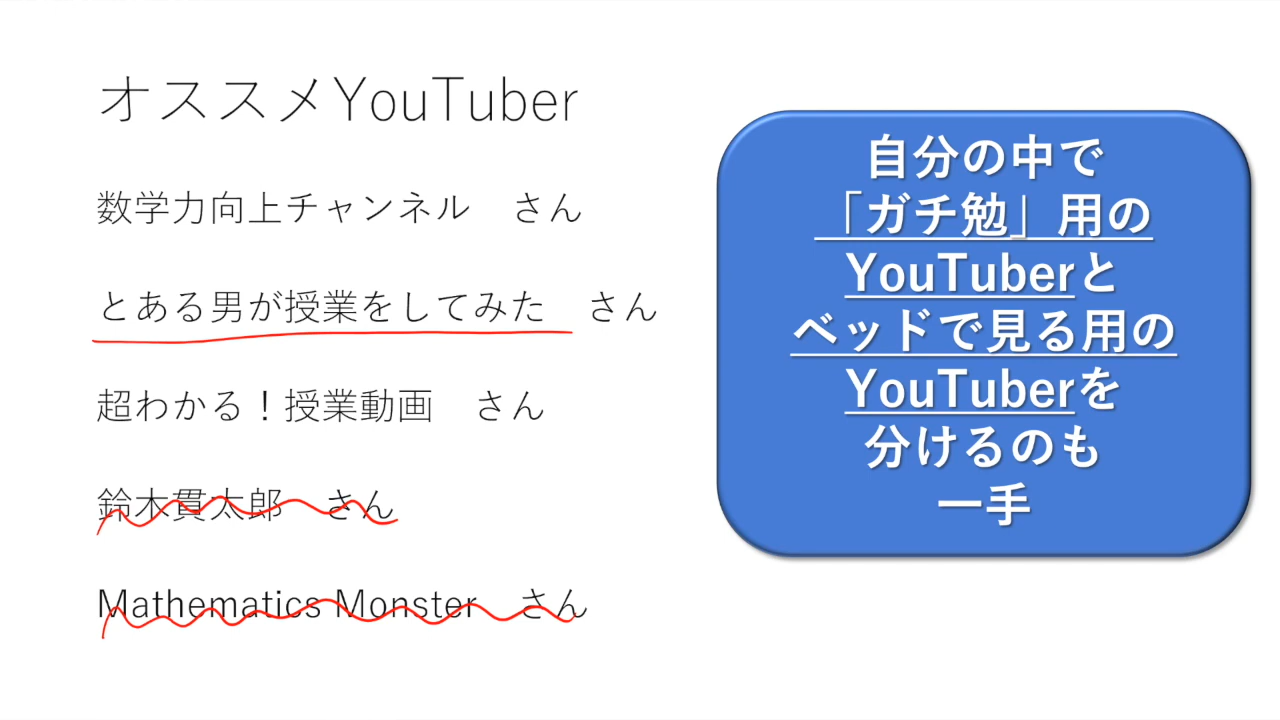 オススメYouTuber
数学力向上チャンネル　さん
とある男が授業をしてみた　さん
超わかる！授業動画　さん
鈴木貫太郎　さん
Mathematics Monster　さん
自分の中で
「ガチ勉」用の
YouTuberと
ベッドで見る用の
YouTuberを
分けるのも
一手